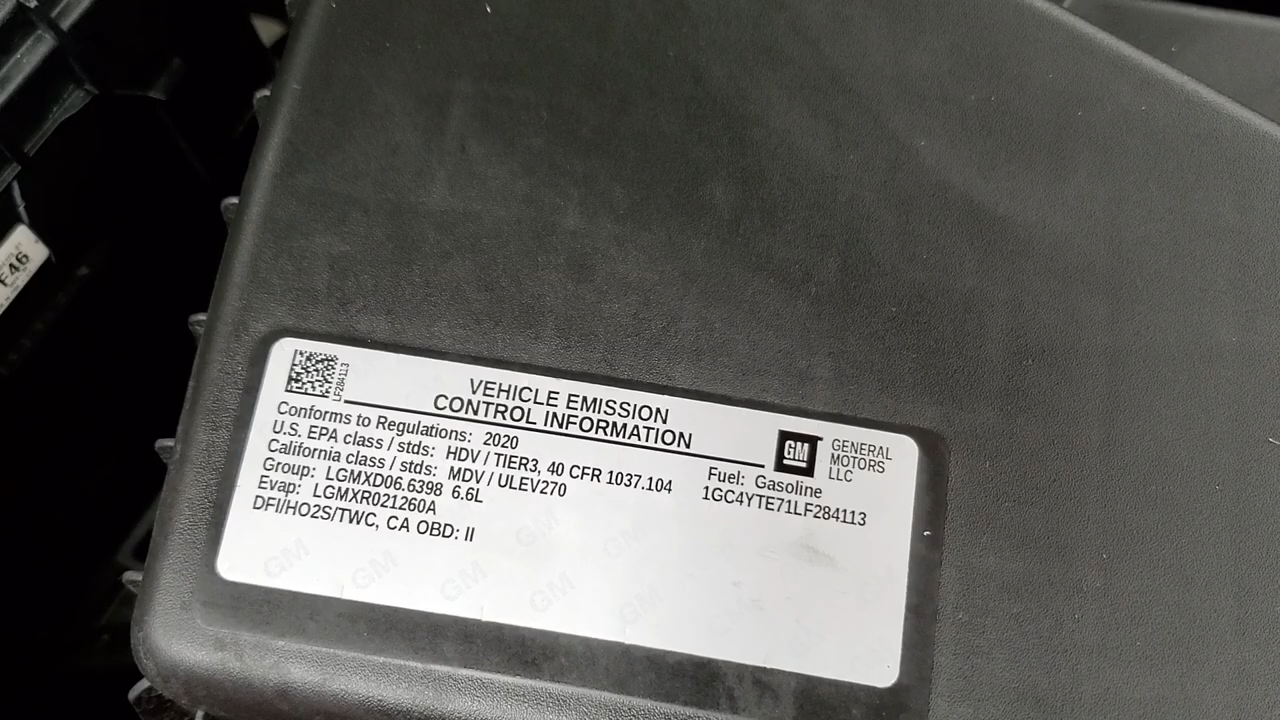 E46
LF284113
VEHICLE EMISSION
CONTROL INFORMATION
GM
GENERAL
MOTORS
LLC
Conforms to Regulations: 2020
U.S. EPA class / stds: HDV / TIER3, 40 CFR 1037.104
California class / stds: MDV / ULEV270
Group: LGMXD06.6398 6.6L
Evap: LGMXR021260A
DFI/HO2S/TWC, CA OBD: II
Fuel: Gasoline
1GC4YTE71LF284113
GM GM GM GM GM GM